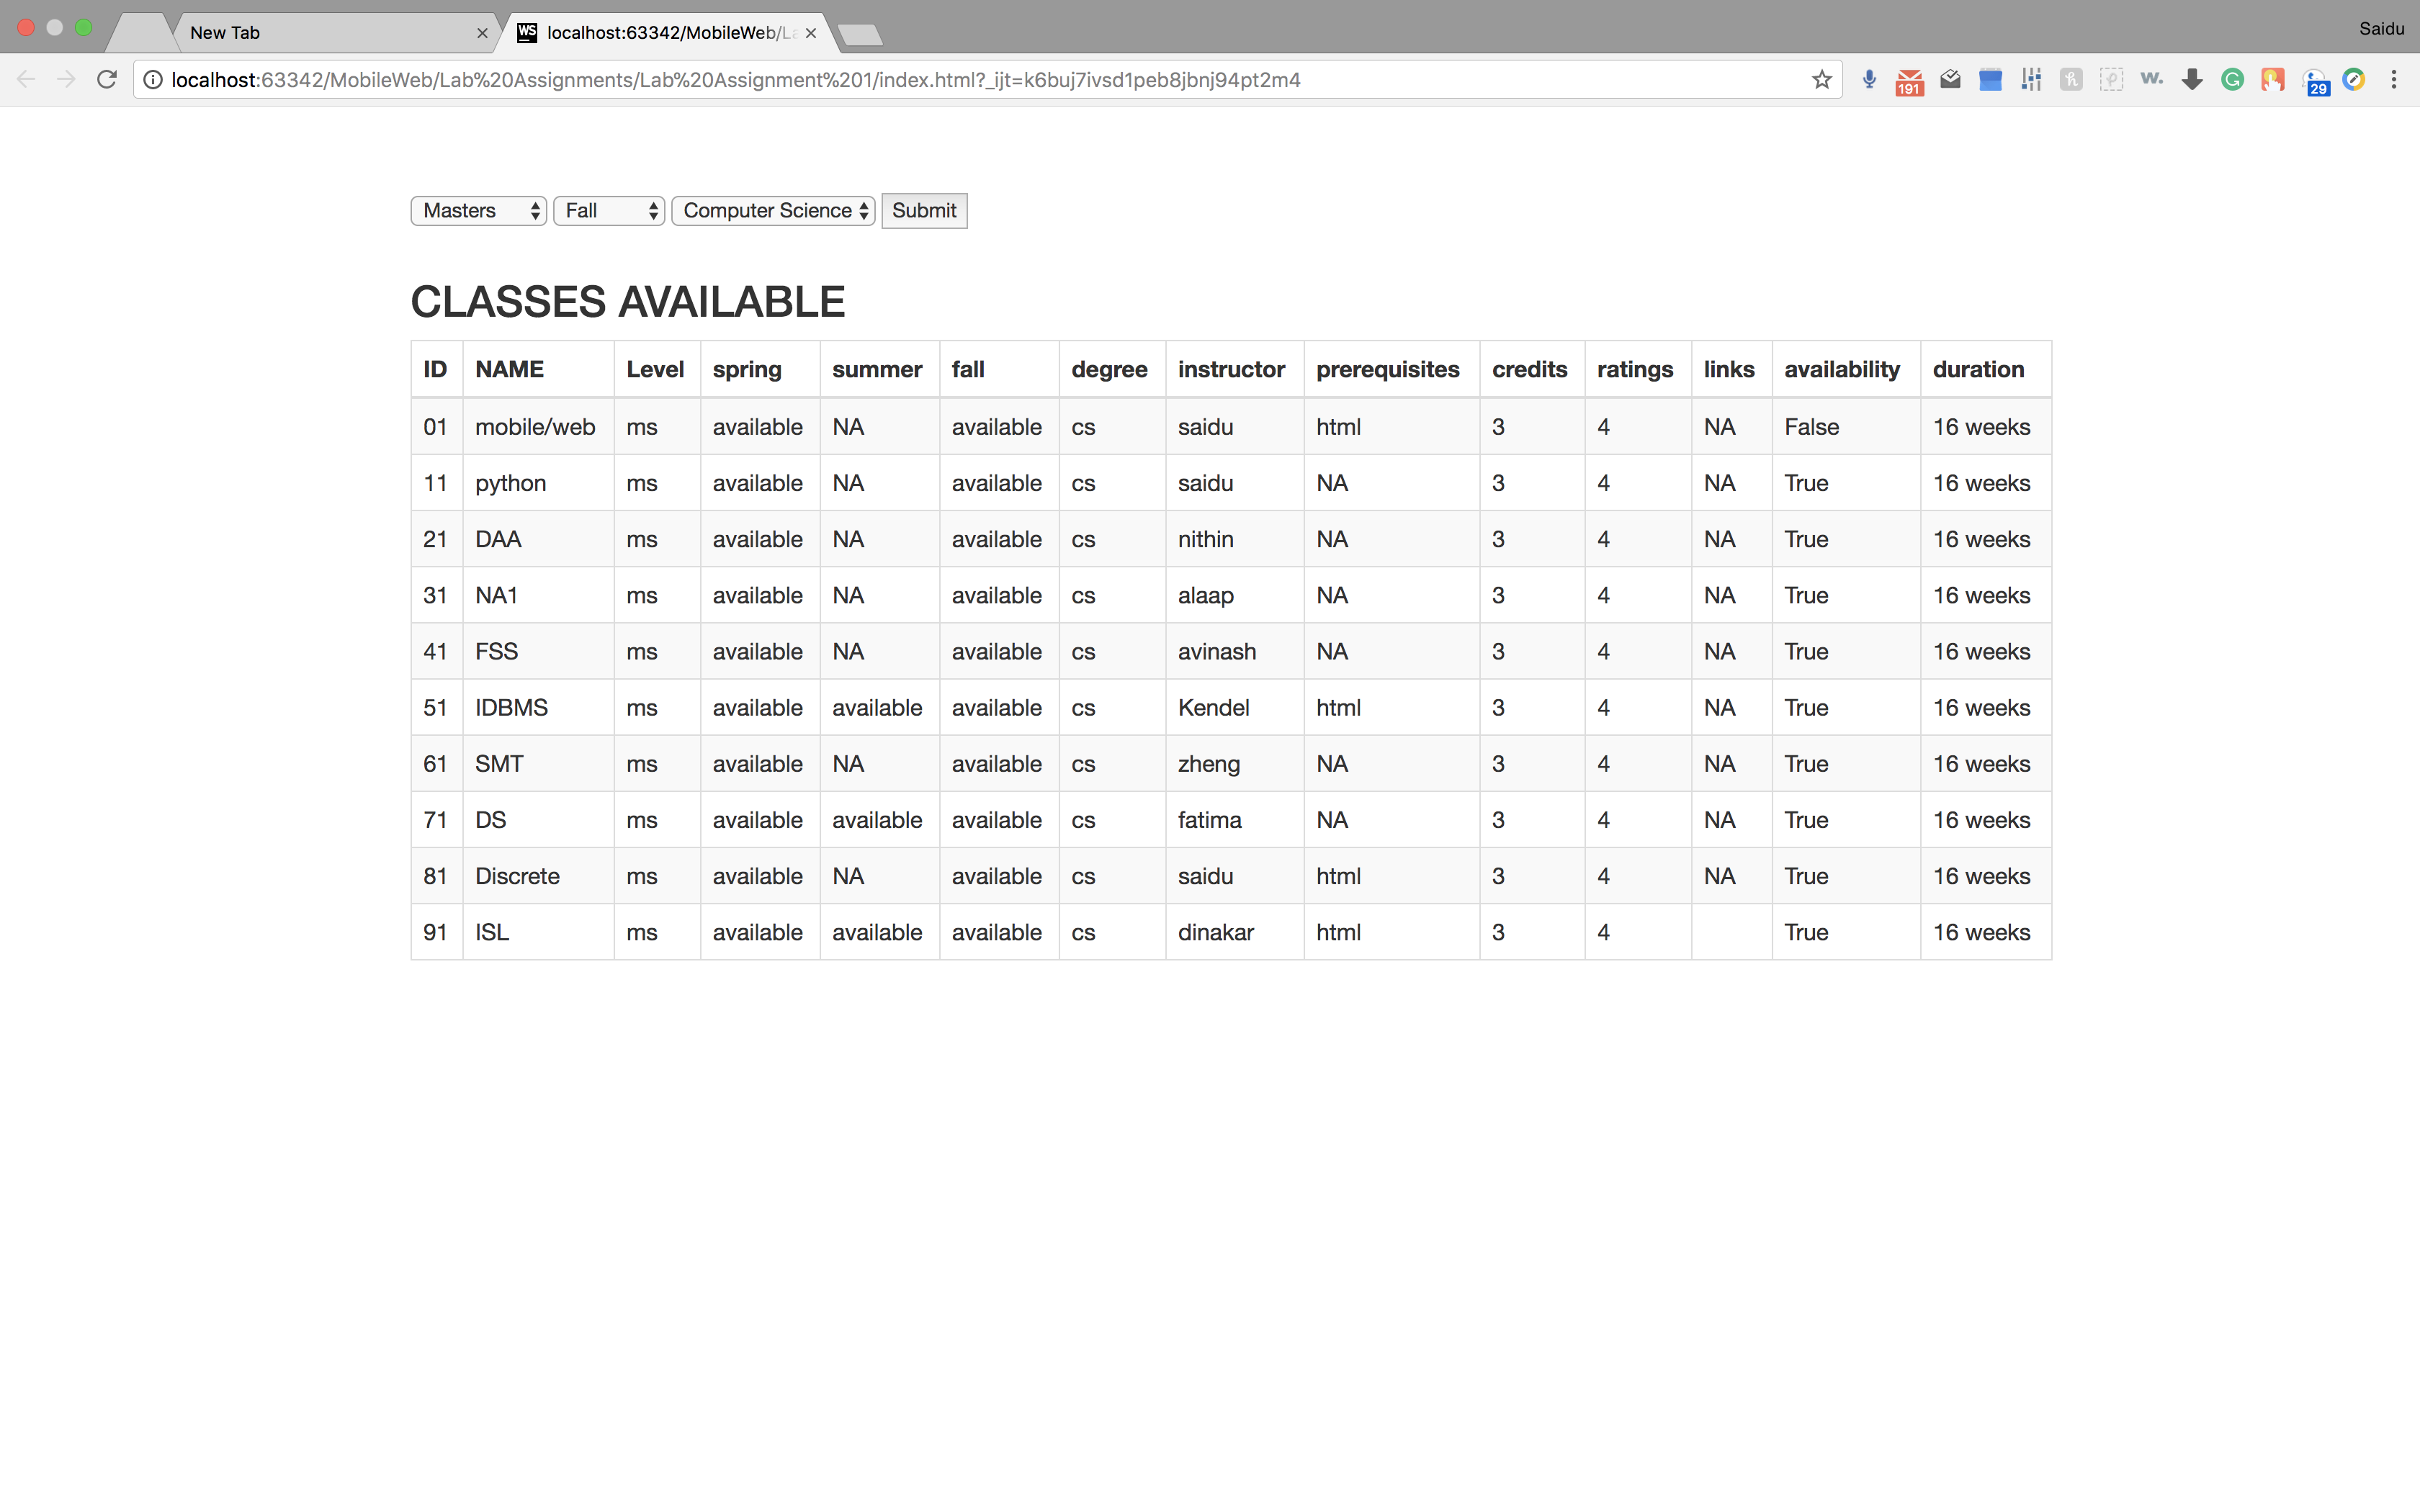 New Tab
WS localhost:63342/MobileWeb/La
Saidu
localhost:63342/MobileWeb/Lab%20Assignments/Lab%20Assignment%201/index.html?_ijt=k6buj7ivsd1peb8jbnj94pt2m4
191
w.
29
Masters Fall Computer Science Submit
CLASSES AVAILABLE
ID NAME Level spring summer fall degree instructor prerequisites credits ratings links availability duration
01 mobile/web ms available NA available cs saidu html 3 4 NA False 16 weeks
11 python ms available NA available cs saidu NA 3 4 NA True 16 weeks
21 DAA ms available NA available cs nithin NA 3 4 NA True 16 weeks
31 NA1 ms available NA available cs alaap NA 3 4 NA True 16 weeks
41 FSS ms available NA available cs avinash NA 3 4 NA True 16 weeks
51 IDBMS ms available available available cs Kendel html 3 4 NA True 16 weeks
61 SMT ms available NA available cs zheng NA 3 4 NA True 16 weeks
71 DS ms available available available cs fatima NA 3 4 NA True 16 weeks
81 Discrete ms available NA available cs saidu html 3 4 NA True 16 weeks
91 ISL ms available available available cs dinakar html 3 4 True 16 weeks